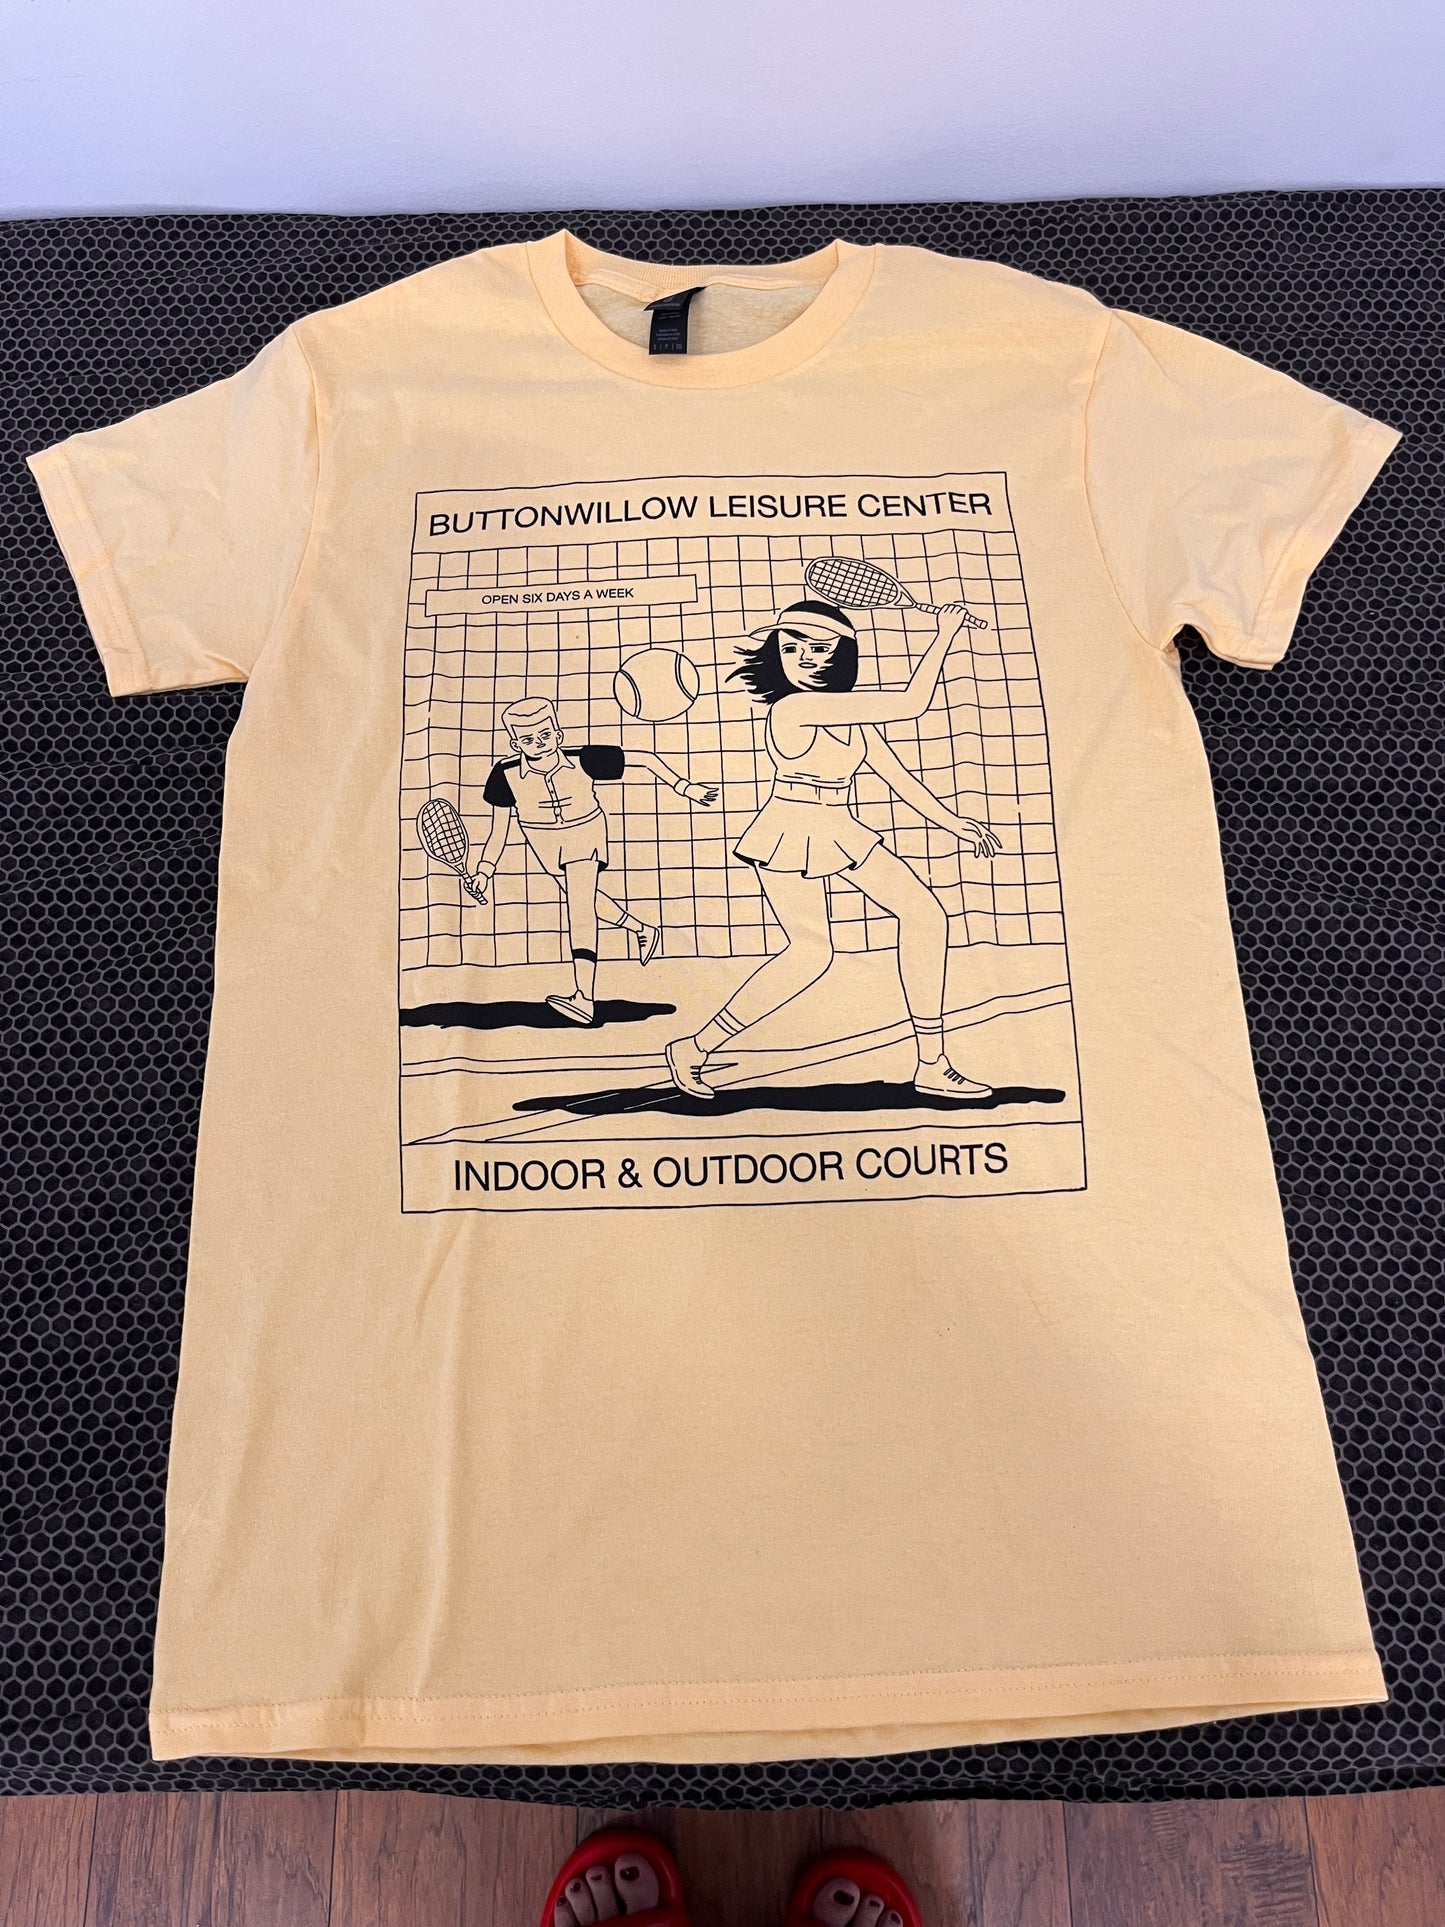 BUTTONWILLOW LEISURE CENTER
OPEN SIX DAYS A WEEK
INDOOR & OUTDOOR COURTS